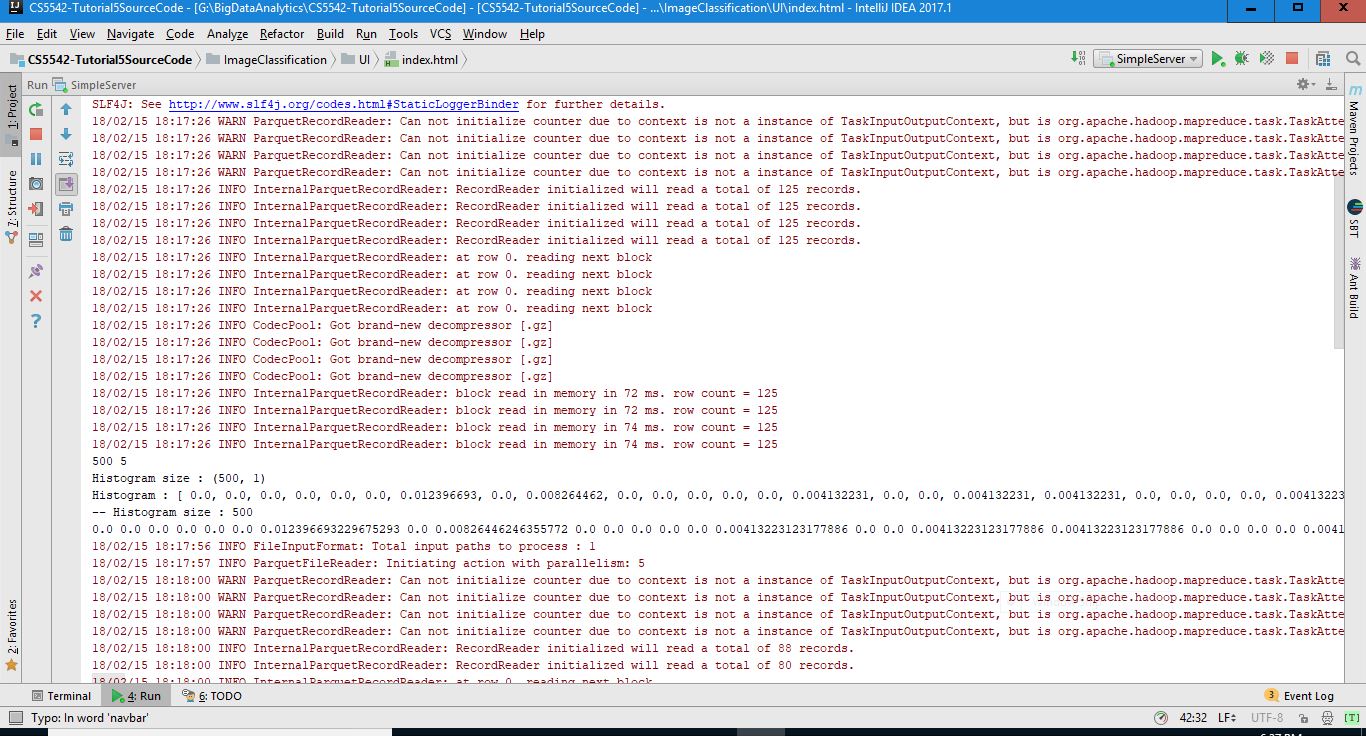 CS5542-Tutorial5SourceCode - [G:\BigDataAnalytics\CS5542-Tutorial5SourceCode] - [CS5542-Tutorial5SourceCode] - ...\ImageClassification\UI\index.html - IntelliJ IDEA 2017.1
File Edit View Navigate Code Analyze Refactor Build Run Tools VCS Window Help
CS5542-Tutorial5SourceCode ImageClassification UI index.html SimpleServer
Run SimpleServer
1: Project
7: Structure
2: Favorites
Maven Projects
SBT
Ant Build
SLF4J: See http://www.slf4j.org/codes.html#StaticLoggerBinder for further details.
18/02/15 18:17:26 WARN ParquetRecordReader: Can not initialize counter due to context is not a instance of TaskInputOutputContext, but is org.apache.hadoop.mapreduce.task.TaskAtte
18/02/15 18:17:26 WARN ParquetRecordReader: Can not initialize counter due to context is not a instance of TaskInputOutputContext, but is org.apache.hadoop.mapreduce.task.TaskAtte
18/02/15 18:17:26 WARN ParquetRecordReader: Can not initialize counter due to context is not a instance of TaskInputOutputContext, but is org.apache.hadoop.mapreduce.task.TaskAtte
18/02/15 18:17:26 WARN ParquetRecordReader: Can not initialize counter due to context is not a instance of TaskInputOutputContext, but is org.apache.hadoop.mapreduce.task.TaskAtte
18/02/15 18:17:26 INFO InternalParquetRecordReader: RecordReader initialized will read a total of 125 records.
18/02/15 18:17:26 INFO InternalParquetRecordReader: RecordReader initialized will read a total of 125 records.
18/02/15 18:17:26 INFO InternalParquetRecordReader: RecordReader initialized will read a total of 125 records.
18/02/15 18:17:26 INFO InternalParquetRecordReader: RecordReader initialized will read a total of 125 records.
18/02/15 18:17:26 INFO InternalParquetRecordReader: at row 0. reading next block
18/02/15 18:17:26 INFO InternalParquetRecordReader: at row 0. reading next block
18/02/15 18:17:26 INFO InternalParquetRecordReader: at row 0. reading next block
18/02/15 18:17:26 INFO InternalParquetRecordReader: at row 0. reading next block
18/02/15 18:17:26 INFO CodecPool: Got brand-new decompressor [.gz]
18/02/15 18:17:26 INFO CodecPool: Got brand-new decompressor [.gz]
18/02/15 18:17:26 INFO CodecPool: Got brand-new decompressor [.gz]
18/02/15 18:17:26 INFO CodecPool: Got brand-new decompressor [.gz]
18/02/15 18:17:26 INFO InternalParquetRecordReader: block read in memory in 72 ms. row count = 125
18/02/15 18:17:26 INFO InternalParquetRecordReader: block read in memory in 72 ms. row count = 125
18/02/15 18:17:26 INFO InternalParquetRecordReader: block read in memory in 74 ms. row count = 125
18/02/15 18:17:26 INFO InternalParquetRecordReader: block read in memory in 74 ms. row count = 125
500 5
Histogram size : (500, 1)
Histogram : [ 0.0, 0.0, 0.0, 0.0, 0.0, 0.0, 0.012396693, 0.0, 0.008264462, 0.0, 0.0, 0.0, 0.0, 0.0, 0.004132231, 0.0, 0.0, 0.004132231, 0.004132231, 0.0, 0.0, 0.0, 0.0, 0.00413223
-- Histogram size : 500
0.0 0.0 0.0 0.0 0.0 0.0 0.012396693229675293 0.0 0.00826446246355772 0.0 0.0 0.0 0.0 0.0 0.00413223123177886 0.0 0.0 0.00413223123177886 0.00413223123177886 0.0 0.0 0.0 0.0 0.0041
18/02/15 18:17:56 INFO FileInputFormat: Total input paths to process : 1
18/02/15 18:17:57 INFO ParquetFileReader: Initiating action with parallelism: 5
18/02/15 18:18:00 WARN ParquetRecordReader: Can not initialize counter due to context is not a instance of TaskInputOutputContext, but is org.apache.hadoop.mapreduce.task.TaskAtte
18/02/15 18:18:00 WARN ParquetRecordReader: Can not initialize counter due to context is not a instance of TaskInputOutputContext, but is org.apache.hadoop.mapreduce.task.TaskAtte
18/02/15 18:18:00 WARN ParquetRecordReader: Can not initialize counter due to context is not a instance of TaskInputOutputContext, but is org.apache.hadoop.mapreduce.task.TaskAtte
18/02/15 18:18:00 WARN ParquetRecordReader: Can not initialize counter due to context is not a instance of TaskInputOutputContext, but is org.apache.hadoop.mapreduce.task.TaskAtte
18/02/15 18:18:00 INFO InternalParquetRecordReader: RecordReader initialized will read a total of 88 records.
18/02/15 18:18:00 INFO InternalParquetRecordReader: RecordReader initialized will read a total of 80 records.
18/02/15 18:18:00 INFO InternalParquetRecordReader: at row 0. reading next block
Terminal 4: Run 6: TODO 3 Event Log
Typo: In word 'navbar' 42:32 LF UTF-8 [T]